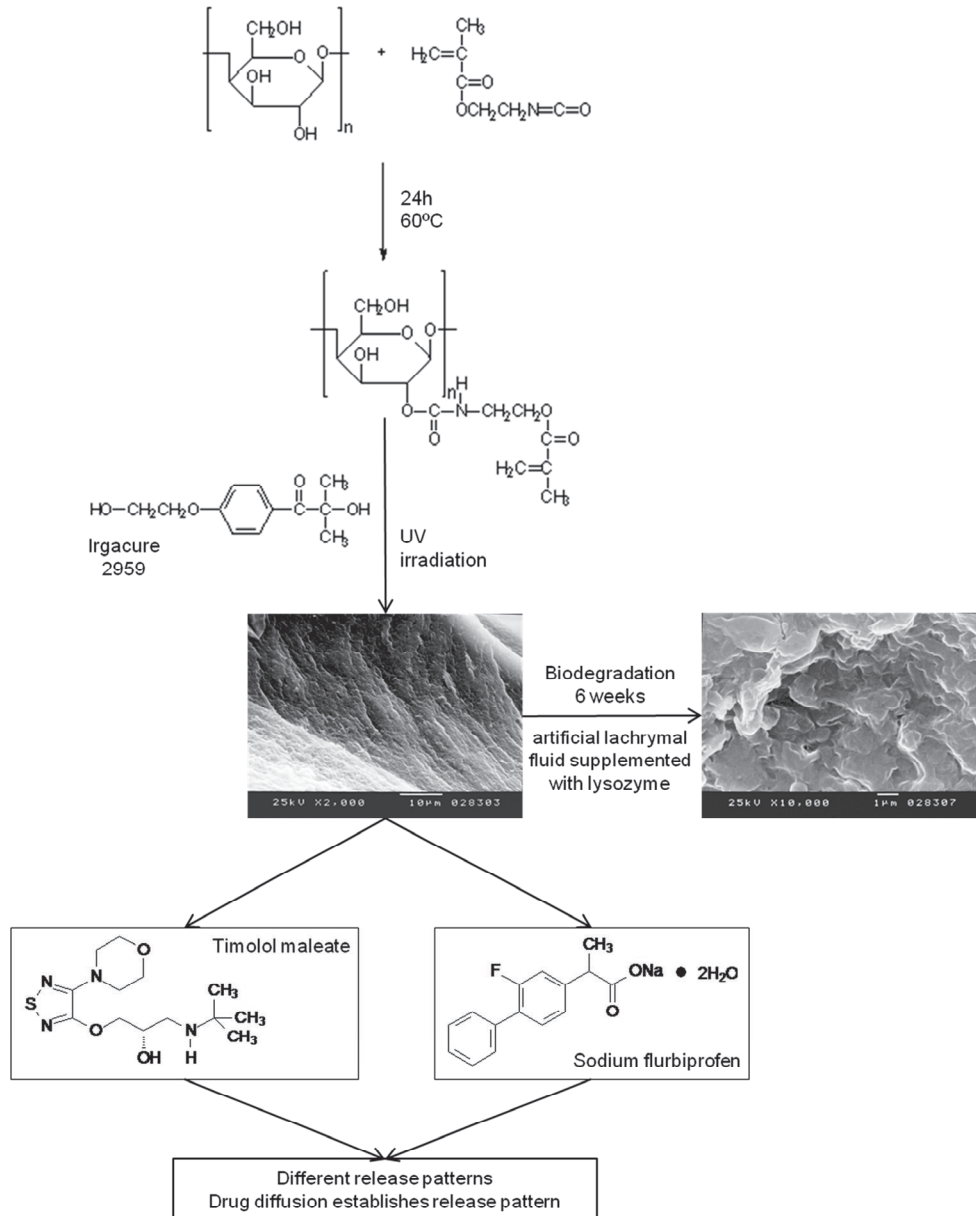 CH₂OH
O
O
OH
OH
n
+
CH₃
H₂C
C
C=O
OCH₂CH₂N=C=O
24h
60ºC
CH₂OH
O
O
OH
n
H
O—C—N—CH₂CH₂O
O
C=O
H₂C=C
CH₃
HO—CH₂CH₂O
O
C
CH₃
C—OH
CH₃
Irgacure
2959
UV
irradiation
Biodegradation
6 weeks
artificial lachrymal
fluid supplemented
with lysozyme
25kV X2,000 10µm 028303
25kV X10,000 1µm 028307
Timolol maleate
O
N
N
S
N
O
OH
N
H
CH₃
CH₃
CH₃
CH₃
F
ONa • 2H₂O
O
Sodium flurbiprofen
Different release patterns
Drug diffusion establishes release pattern